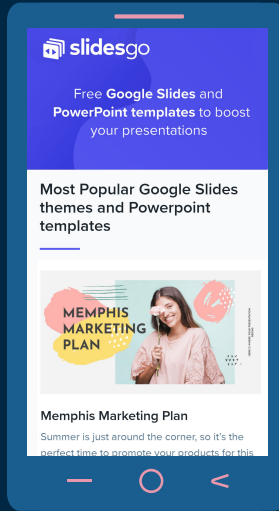 slidesgo
Free Google Slides and
PowerPoint templates to boost
your presentations
Most Popular Google Slides
themes and Powerpoint
templates
MEMPHIS
MARKETING
PLAN
Memphis Marketing Plan
Summer is just around the corner, so it's the
perfect time to promote your products for this